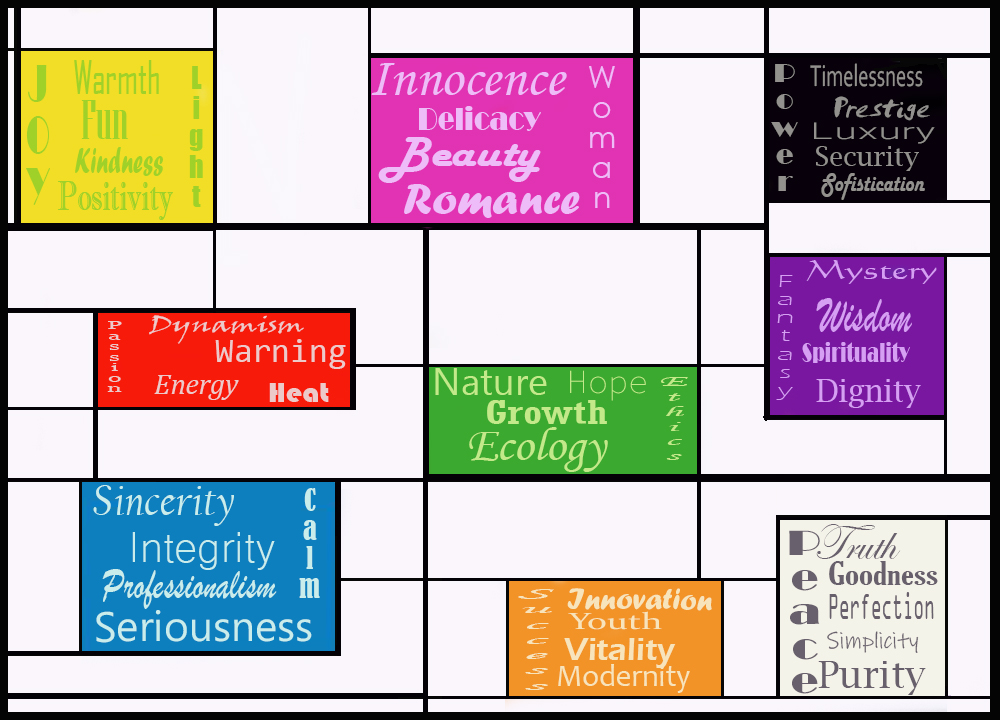 Joy
Warmth
Fun
Kindness
Positivity
Light
Innocence
Delicacy
Beauty
Romance
Woman
Power
Timelessness
Prestige
Luxury
Security
Sofistication
Fantasy
Mystery
Wisdom
Spirituality
Dignity
Passion
Dynamism
Warning
Energy
Heat
Nature
Hope
Growth
Ecology
Ethics
Sincerity
Integrity
Professionalism
Seriousness
Calm
Success
Innovation
Youth
Vitality
Modernity
Peace
Truth
Goodness
Perfection
Simplicity
Purity